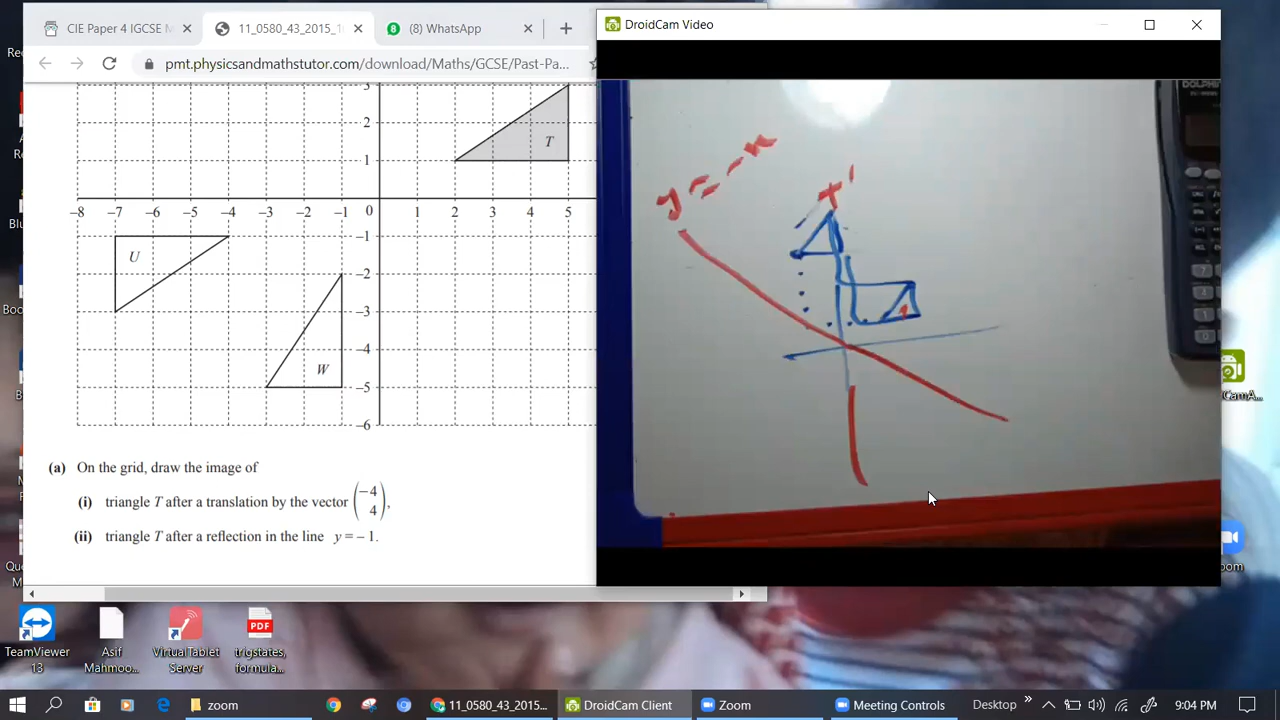 CIE Paper 4 IGCSE M
11_0580_43_2015_1
(8) WhatsApp
DroidCam Video
pmt.physicsandmathstutor.com/download/Maths/GCSE/Past-Pa...
3
2
1
T
-8 -7 -6 -5 -4 -3 -2 -1 0 2 3 4 5
-1
-2
-3
-4
-5
-6
U
W
(a) On the grid, draw the image of
(i) triangle T after a translation by the vector (-4 4),
(ii) triangle T after a reflection in the line y = – 1.
y = -x
DOLPHIN
TeamViewer 13
Asif Mahmoo...
VirtualTablet Server
PDF
trigstates, formula...
zoom
11_0580_43_2015...
DroidCam Client
Zoom
Meeting Controls
Desktop
9:04 PM